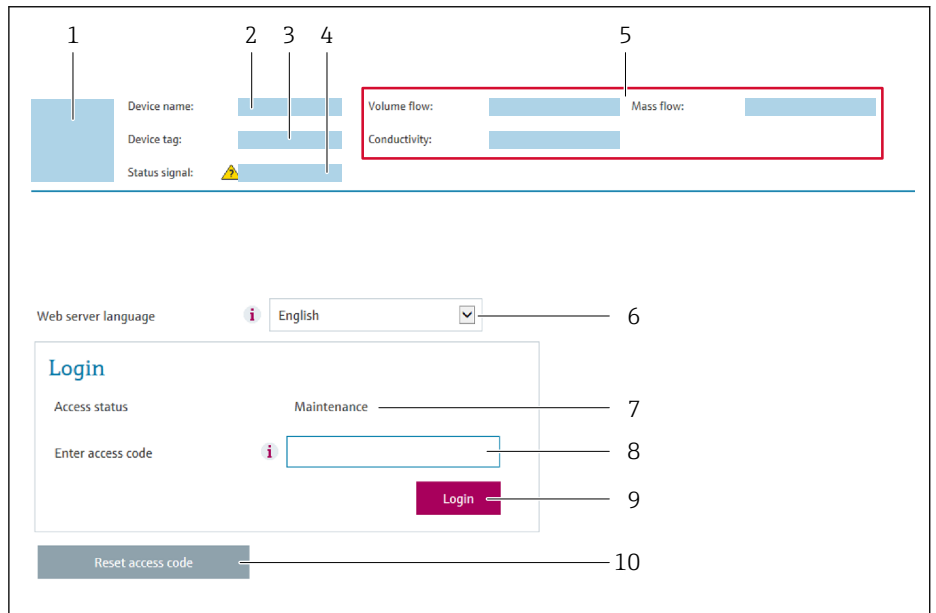 1 2 3 4 5
Device name: Volume flow: Mass flow:
Device tag: Conductivity:
Status signal: ?
Web server language i English 6
Login
Access status Maintenance 7
Enter access code i 8
Login 9
Reset access code 10